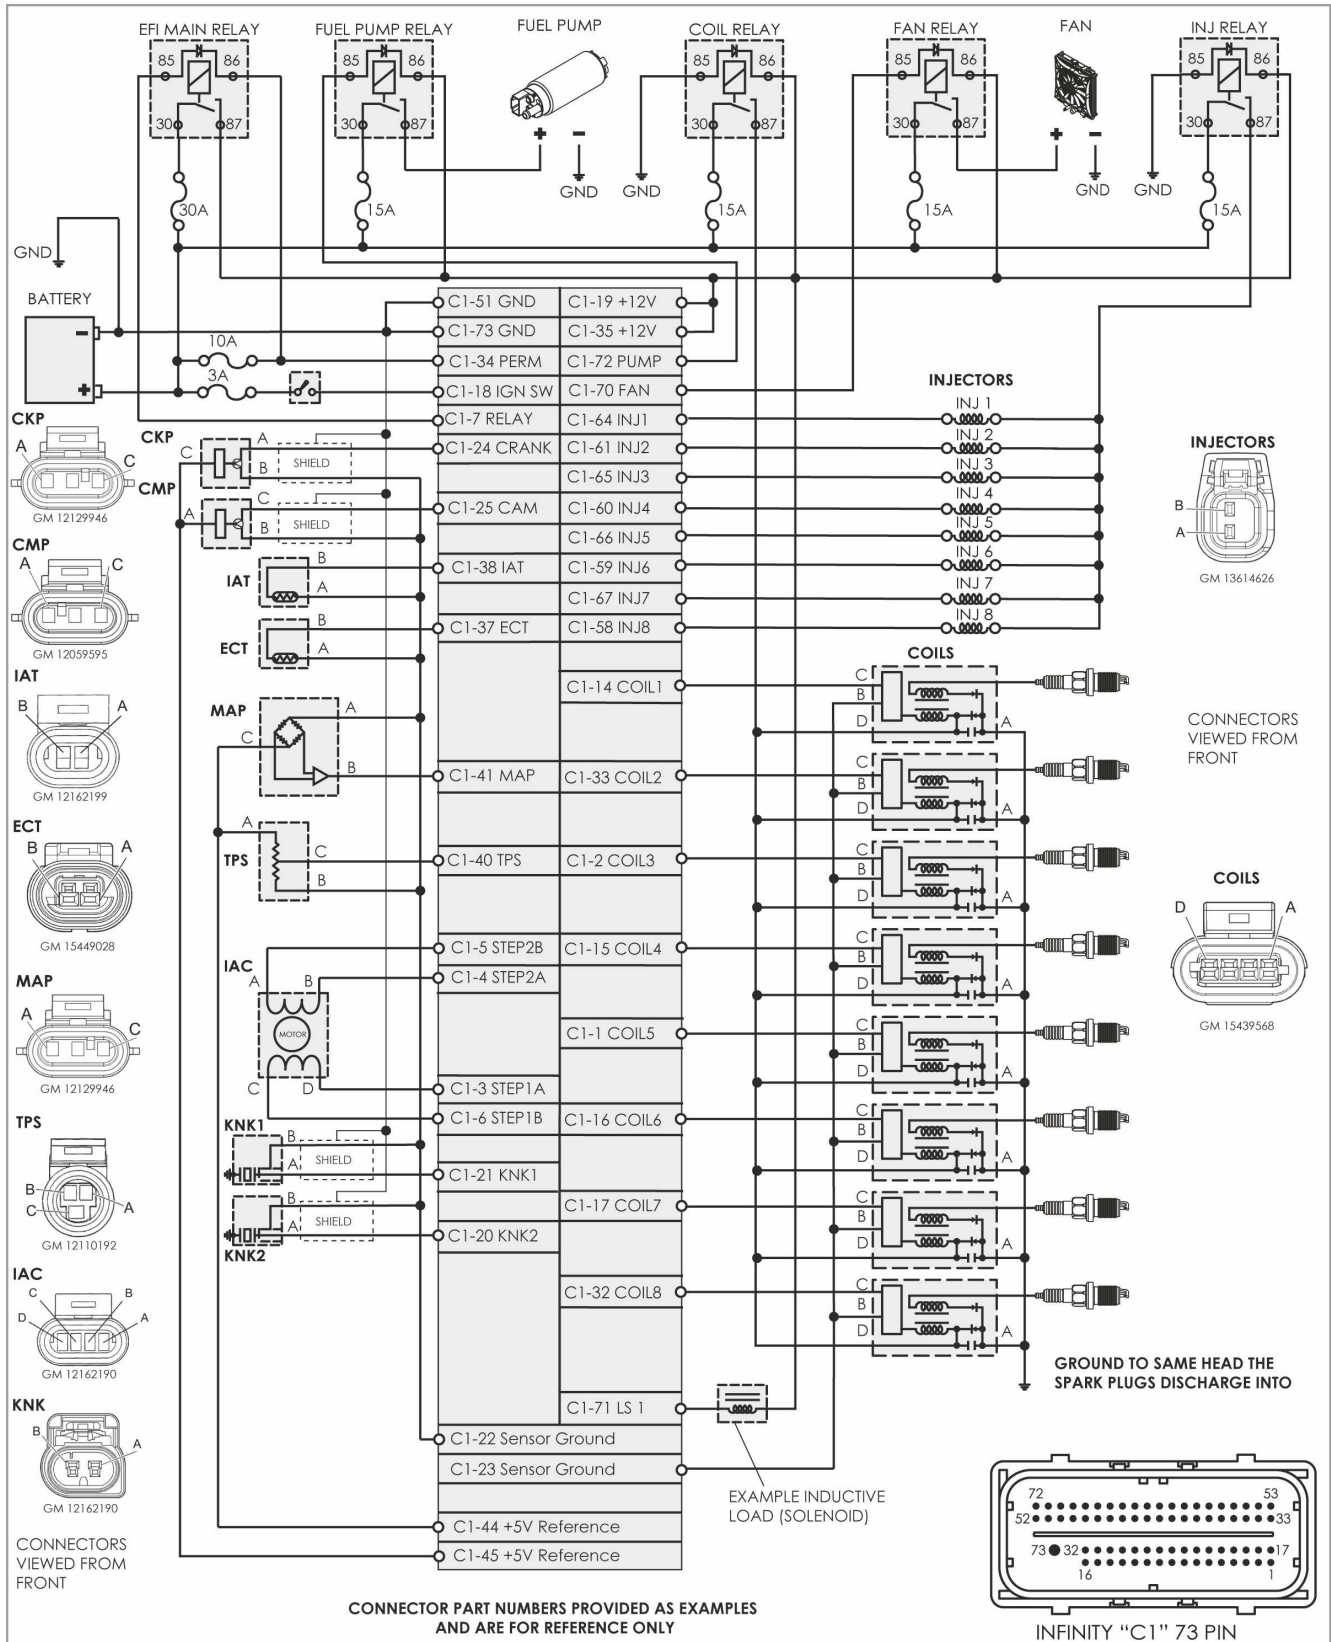 EFI MAIN RELAY
FUEL PUMP RELAY
FUEL PUMP
COIL RELAY
FAN RELAY
FAN
INJ RELAY
85 86
30 87
85 86
30 87
85 86
30 87
85 86
30 87
85 86
30 87
+ -
+ -
GND
GND
GND
GND
30A
15A
15A
15A
15A
GND
BATTERY
-
+
10A
3A
C1-51 GND
C1-73 GND
C1-34 PERM
C1-18 IGN SW
C1-7 RELAY
C1-24 CRANK
C1-25 CAM
C1-38 IAT
C1-37 ECT
C1-41 MAP
C1-40 TPS
C1-5 STEP2B
C1-4 STEP2A
C1-3 STEP1A
C1-6 STEP1B
C1-21 KNK1
C1-20 KNK2
C1-22 Sensor Ground
C1-23 Sensor Ground
C1-44 +5V Reference
C1-45 +5V Reference
C1-19 +12V
C1-35 +12V
C1-72 PUMP
C1-70 FAN
C1-64 INJ1
C1-61 INJ2
C1-65 INJ3
C1-60 INJ4
C1-66 INJ5
C1-59 INJ6
C1-67 INJ7
C1-58 INJ8
C1-14 COIL1
C1-33 COIL2
C1-2 COIL3
C1-15 COIL4
C1-1 COIL5
C1-16 COIL6
C1-17 COIL7
C1-32 COIL8
C1-71 LS 1
CKP
A C
GM 12129946
CMP
A C
GM 12059595
IAT
B A
GM 12162199
ECT
B A
GM 15449028
MAP
A C
GM 12129946
TPS
B
C A
GM 12110192
IAC
C B
D A
GM 12162190
KNK
B A
GM 12162190
CONNECTORS
VIEWED FROM
FRONT
CKP
C A
B
SHIELD
CMP
A C
B
SHIELD
IAT
B
A
ECT
B
A
MAP
A
C
B
TPS
A
C
B
IAC
A B
MOTOR
C D
KNK1
B
A
SHIELD
KNK2
B
A
SHIELD
INJECTORS
INJ 1
INJ 2
INJ 3
INJ 4
INJ 5
INJ 6
INJ 7
INJ 8
INJECTORS
B
A
GM 13614626
COILS
C
B
D A
C
B
D A
C
B
D A
C
B
D A
C
B
D A
C
B
D A
C
B
D A
C
B
D A
CONNECTORS
VIEWED FROM
FRONT
COILS
D A
GM 15439568
GROUND TO SAME HEAD THE
SPARK PLUGS DISCHARGE INTO
EXAMPLE INDUCTIVE
LOAD (SOLENOID)
72 53
52 33
73 32 17
16 1
INFINITY “C1” 73 PIN
CONNECTOR PART NUMBERS PROVIDED AS EXAMPLES
AND ARE FOR REFERENCE ONLY